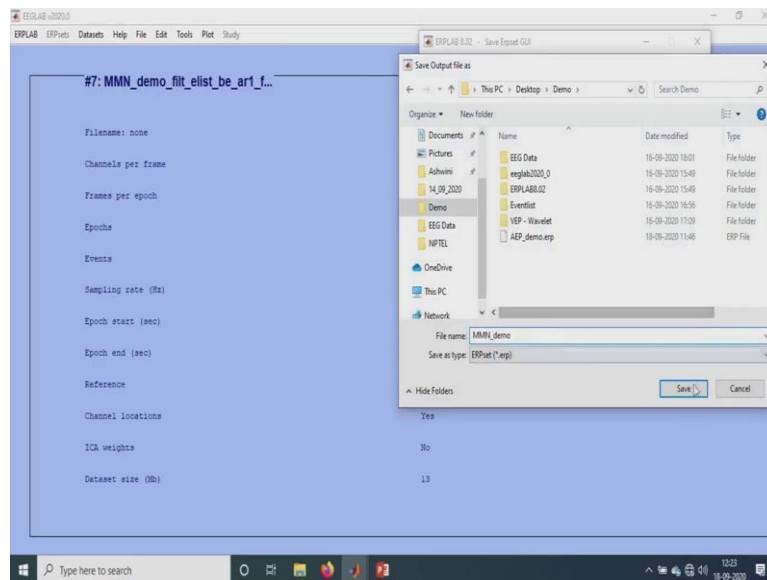 EEGLAB v2020.0
ERPLAB ERPsets Datasets Help File Edit Tools Plot Study
ERPLAB 8.02 - Save Erpset GUI
#7: MMN_demo_filt_elist_be_ar1_f...
Filename: none
Channels per frame
Frames per epoch
Epochs
Events
Sampling rate (Hz)
Epoch start (sec)
Epoch end (sec)
Reference
Channel locations Yes
ICA weights No
Dataset size (Mb) 13
Save Output file as
This PC > Desktop > Demo >
Search Demo
Organize New folder
Name Date modified Type
Documents
Pictures
Ashwini
14_09_2020
Demo
EEG Data
NPTEL
OneDrive
This PC
Network
EEG Data 16-09-2020 18:01 File folder
eeglab2020_0 16-09-2020 15:49 File folder
ERPLAB8.02 16-09-2020 15:49 File folder
Eventlist 16-09-2020 16:56 File folder
VEP - Wavelet 16-09-2020 17:09 File folder
AEP_demo.erp 18-09-2020 11:46 ERP File
File name: MMN_demo
Save as type: ERPset (*.erp)
Hide Folders
Save
Cancel
Type here to search
12:23
18-09-2020